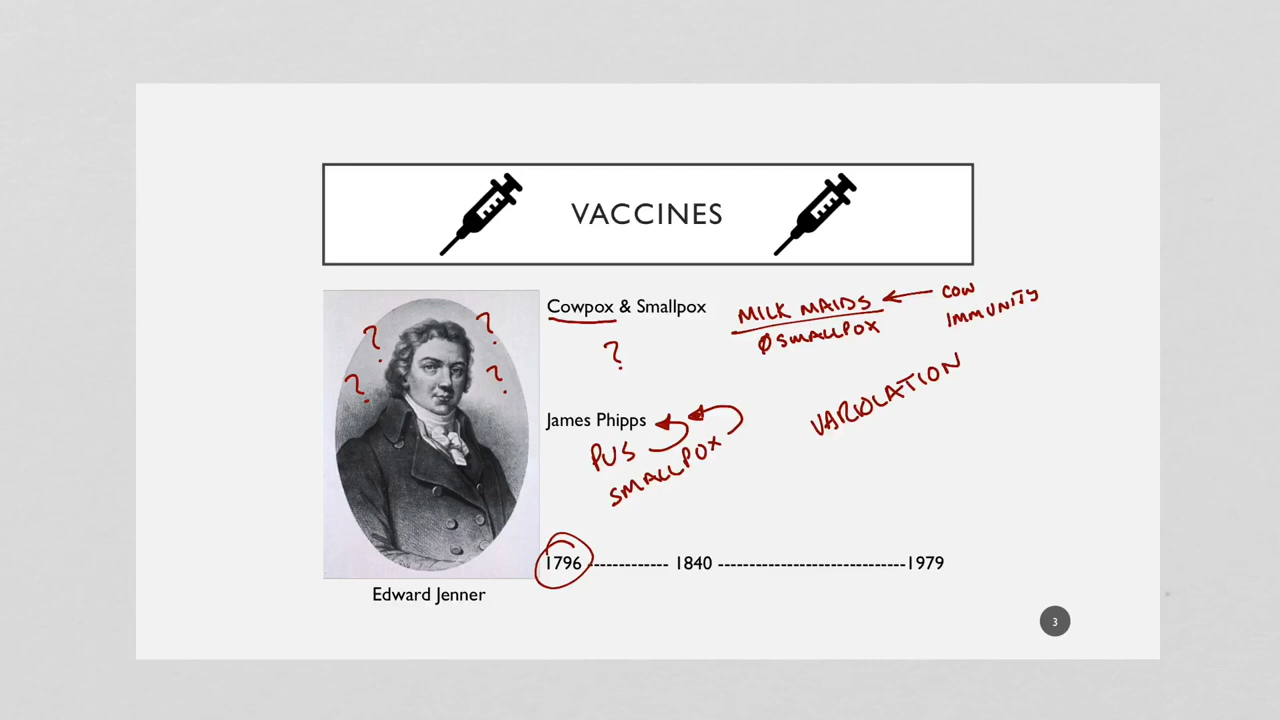 VACCINES
Cowpox & Smallpox
MILK MAIDS
ØSMALLPOX
COW
IMMUNITY
?
?
?
?
?
VARIOLATION
James Phipps
PUS
SMALLPOX
1796 ------------- 1840 -------------------------------1979
Edward Jenner
3